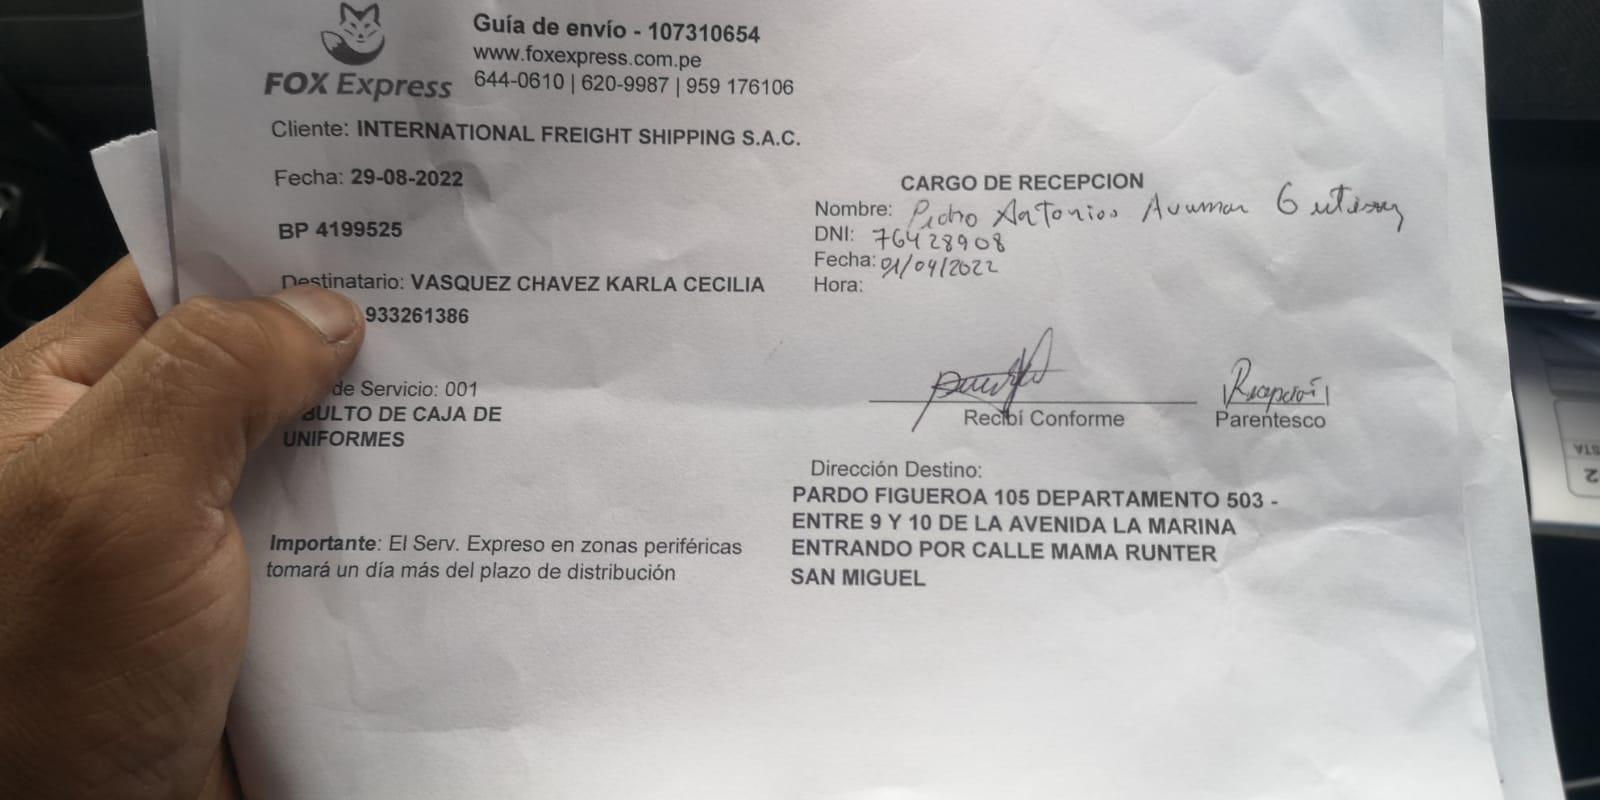 FOX Express
Guía de envío - 107310654
www.foxexpress.com.pe
644-0610 | 620-9987 | 959 176106
Cliente: INTERNATIONAL FREIGHT SHIPPING S.A.C.
Fecha: 29-08-2022
BP 4199525
Destinatario: VASQUEZ CHAVEZ KARLA CECILIA
933261386
de Servicio: 001
BULTO DE CAJA DE
UNIFORMES
Importante: El Serv. Expreso en zonas periféricas
tomará un día más del plazo de distribución
CARGO DE RECEPCION
Nombre: Pedro Antonio
DNI: 76428908
Fecha: 01/09/2022
Hora:
Recibí Conforme
Recepción
Parentesco
Dirección Destino:
PARDO FIGUEROA 105 DEPARTAMENTO 503 -
ENTRE 9 Y 10 DE LA AVENIDA LA MARINA
ENTRANDO POR CALLE MAMA RUNTER
SAN MIGUEL